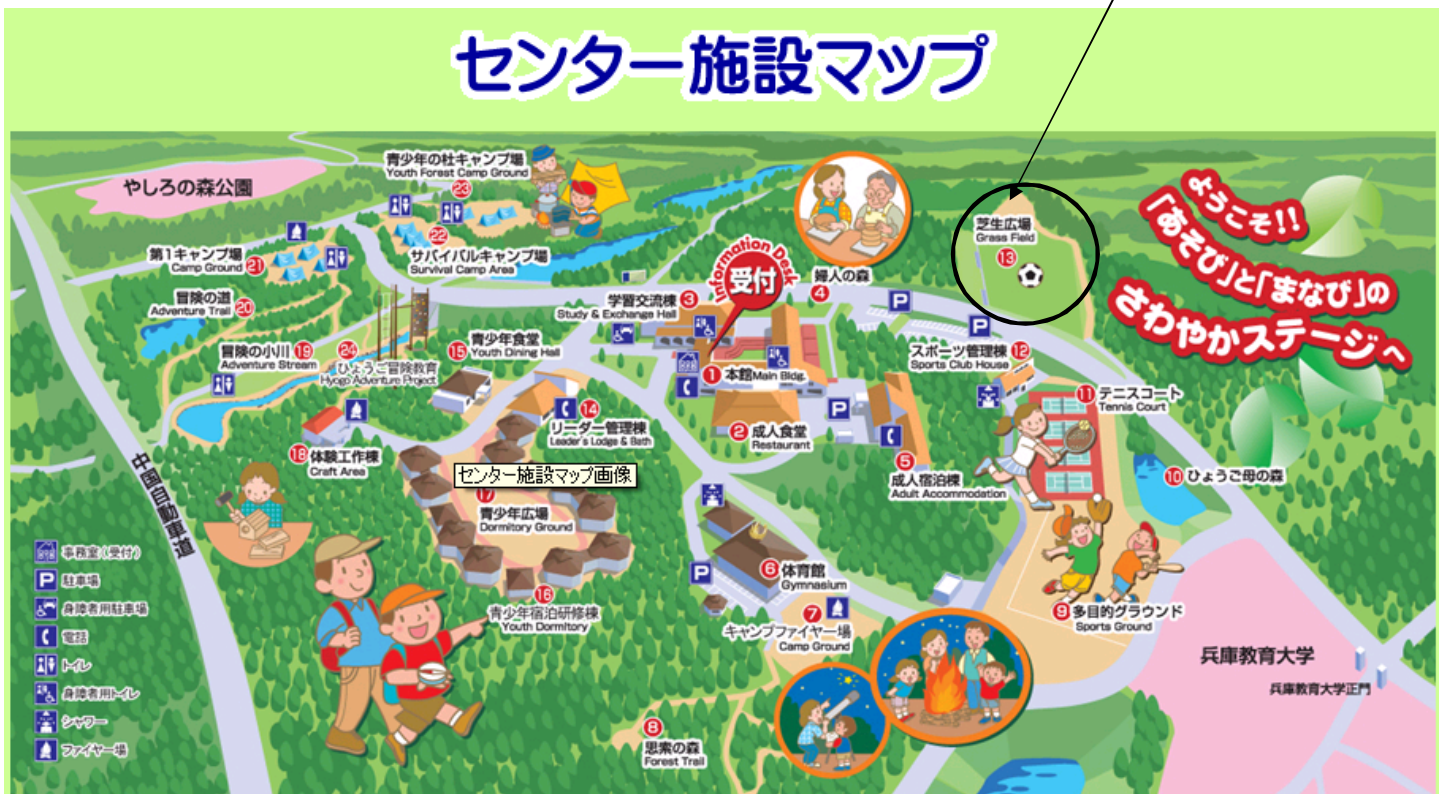 センター施設マップ
やしろの森公園
青少年の杜キャンプ場
Youth Forest Camp Ground
23
22
サバイバルキャンプ場
Survival Camp Area
第1キャンプ場
Camp Ground
21
冒険の道
Adventure Trail
20
冒険の小川
Adventure Stream
19
24
ひょうご冒険教育
Hyogo Adventure Project
15
青少年食堂
Youth Dining Hall
学習交流棟
Study & Exchange Hall
3
Information Desk
受付
婦人の森
4
芝生広場
Grass Field
13
ようこそ!!
「あそび」と「まなび」の
さわやかステージへ
P
P
スポーツ管理棟
Sports Club House
12
1 本館 Main Bldg.
2 成人食堂
Restaurant
P
5
成人宿泊棟
Adult Accommodation
11 テニスコート
Tennis Court
10 ひょうご母の森
14
リーダー管理棟
Leader's Lodge & Bath
18 体験工作棟
Craft Area
センター施設マップ画像
17
青少年広場
Dormitory Ground
16
青少年宿泊研修棟
Youth Dormitory
P
6 体育館
Gymnasium
7
キャンプファイヤー場
Camp Ground
9 多目的グラウンド
Sports Ground
8
思索の森
Forest Trail
兵庫教育大学
兵庫教育大学正門
中国自動車道
事務室(受付)
P 駐車場
身障者用駐車場
電話
トイレ
身障者用トイレ
シャワー
ファイヤー場